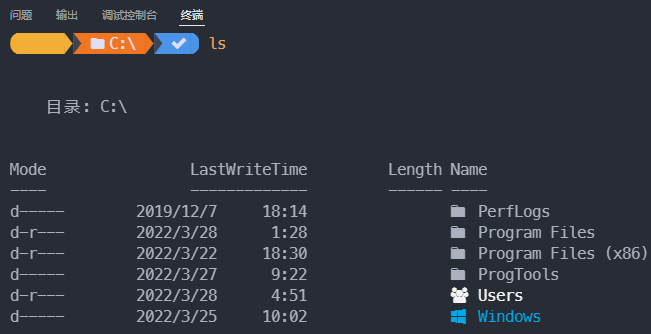 问题 输出 调试控制台 终端
C:\ ls
目录: C:\
Mode LastWriteTime Length Name
---- ------------- ------ ----
d----- 2019/12/7 18:14 PerfLogs
d-r--- 2022/3/28 1:28 Program Files
d-r--- 2022/3/22 18:30 Program Files (x86)
d----- 2022/3/27 9:22 ProgTools
d-r--- 2022/3/28 4:51 Users
d----- 2022/3/25 10:02 Windows